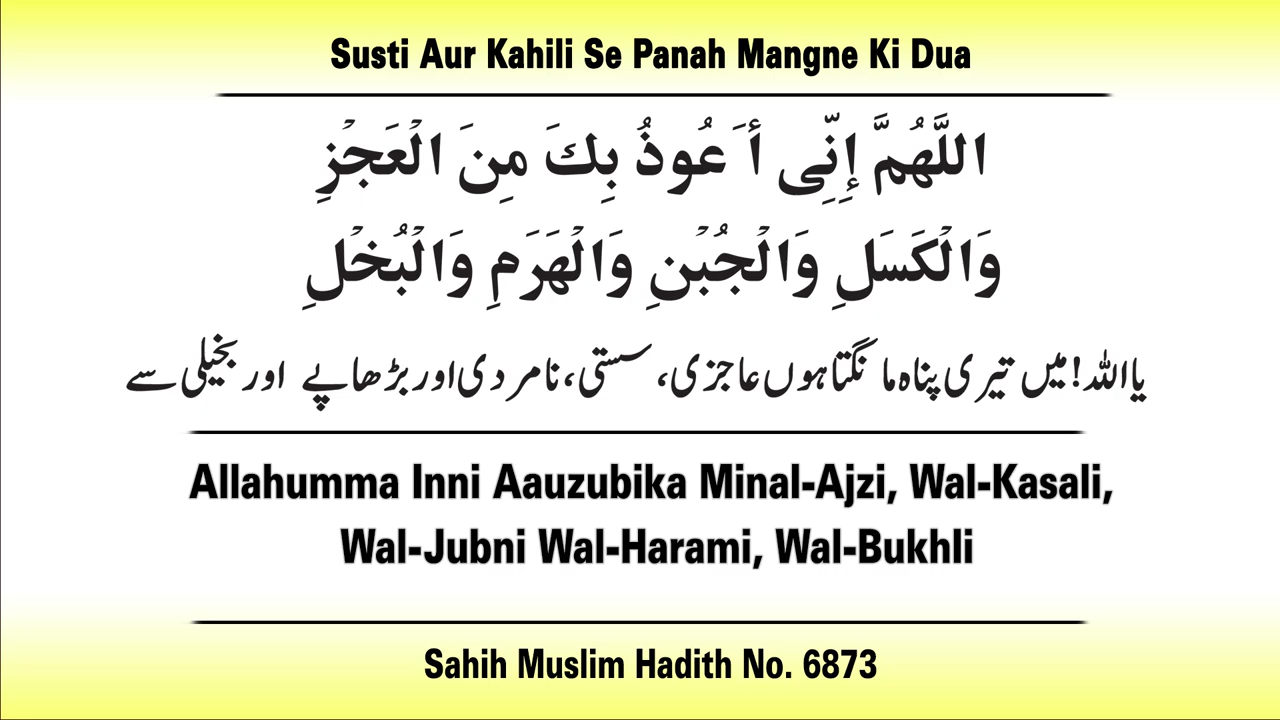 Susti Aur Kahili Se Panah Mangne Ki Dua
اللَّهُمَّ إِنِّى أَعُوذُ بِكَ مِنَ الْعَجْزِ
وَالْكَسَلِ وَالْجُبْنِ وَالْهَرَمِ وَالْبُخْلِ
یا اللہ! میں تیری پناہ مانگتا ہوں عاجزی، سستی، نامردی اور بڑھاپے اور بخیلی سے
Allahumma Inni Aauzubika Minal-Ajzi, Wal-Kasali,
Wal-Jubni Wal-Harami, Wal-Bukhli
Sahih Muslim Hadith No. 6873